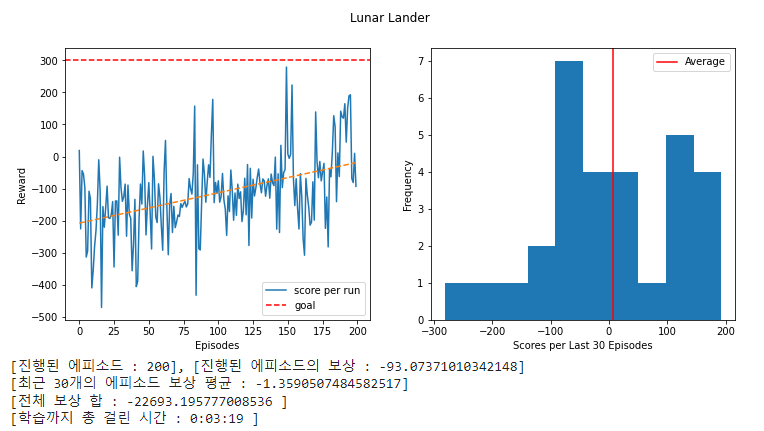 Lunar Lander
300
200
100
0
−100
−200
−300
−400
−500
Reward
0
25
50
75
100
125
150
175
200
Episodes
score per run
goal
7
6
5
4
3
2
1
0
Frequency
−300
−200
−100
0
100
200
Scores per Last 30 Episodes
Average
[진행된 에피소드 : 200], [진행된 에피소드의 보상 : -93.07371010342148]
[최근 30개의 에피소드 보상 평균 : -1.3590507484582517]
[전체 보상 합 : -22693.195777008536 ]
[학습까지 총 걸린 시간 : 0:03:19 ]